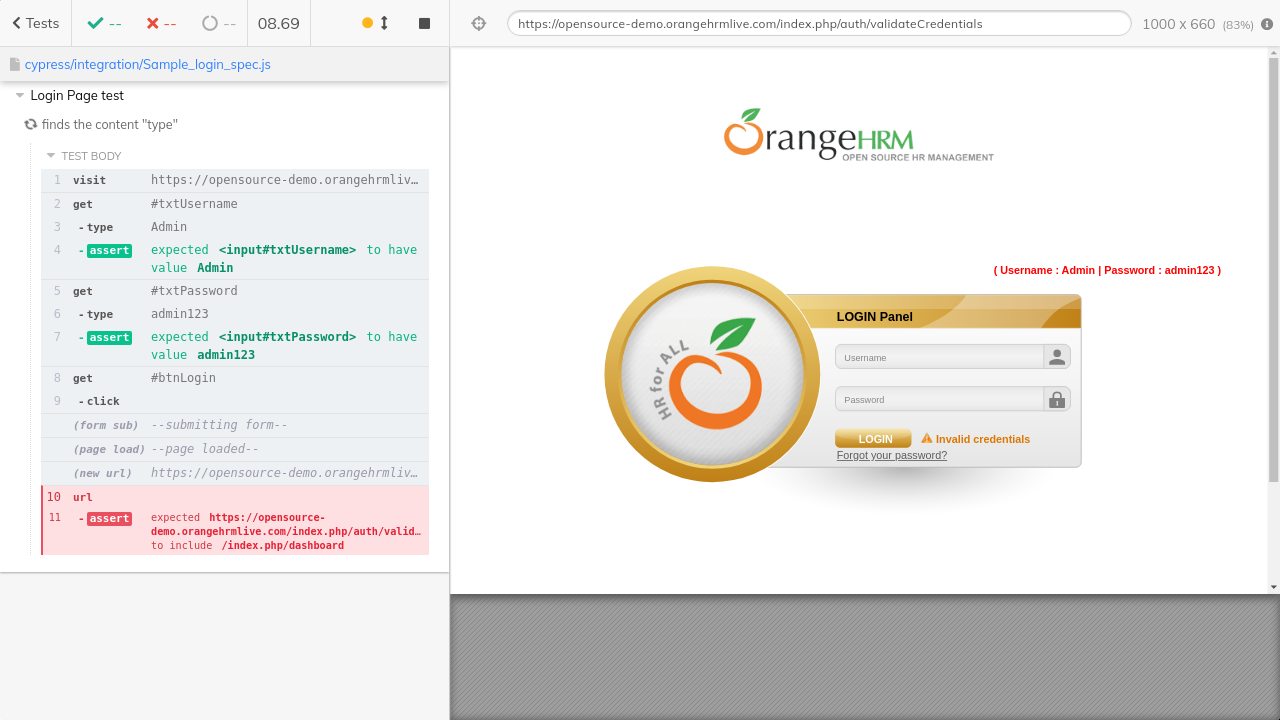 Tests
--
--
--
08.69
https://opensource-demo.orangehrmlive.com/index.php/auth/validateCredentials
1000 x 660 (83%)
cypress/integration/Sample_login_spec.js
Login Page test
finds the content "type"
TEST BODY
1 visit https://opensource-demo.orangehrmliv…
2 get #txtUsername
3 - type Admin
4 - assert expected <input#txtUsername> to have
value Admin
5 get #txtPassword
6 - type admin123
7 - assert expected <input#txtPassword> to have
value admin123
8 get #btnLogin
9 - click
(form sub) --submitting form--
(page load) --page loaded--
(new url) https://opensource-demo.orangehrmliv…
10 url
11 - assert expected https://opensource-
demo.orangehrmlive.com/index.php/auth/valid…
to include /index.php/dashboard
OrangeHRM
OPEN SOURCE HR MANAGEMENT
( Username : Admin | Password : admin123 )
HR for ALL
LOGIN Panel
Username
Password
LOGIN
Invalid credentials
Forgot your password?